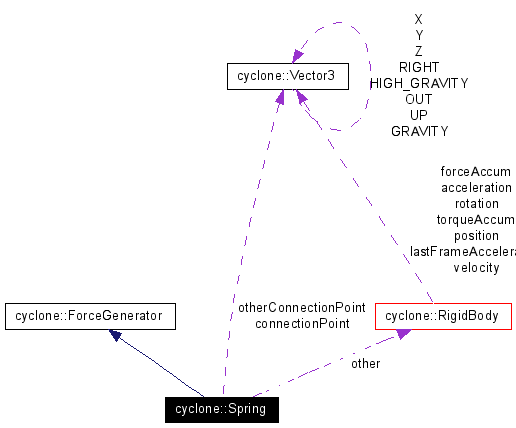 X
Y
Z
RIGHT
HIGH_GRAVITY
OUT
UP
GRAVITY
cyclone::Vector3
forceAccum
acceleration
rotation
torqueAccum
position
lastFrameAccelera
velocity
otherConnectionPoint
connectionPoint
cyclone::ForceGenerator
cyclone::RigidBody
other
cyclone::Spring